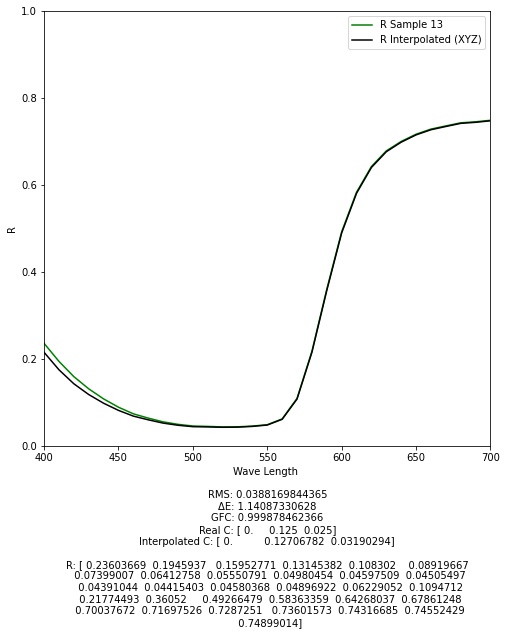 1.0
R Sample 13
R Interpolated (XYZ)
0.8
0.6
R
0.4
0.2
0.0
400 450 500 550 600 650 700
Wave Length
RMS: 0.0388169844365
ΔE: 1.14087330628
GFC: 0.999878462366
Real C: [ 0. 0.125 0.025]
Interpolated C: [ 0. 0.12706782 0.03190294]
R: [ 0.23603669 0.1945937 0.15952771 0.13145382 0.108302 0.08919667
0.07399007 0.06412758 0.05550791 0.04980454 0.04597509 0.04505497
0.04391044 0.04415403 0.04580368 0.04896922 0.06229052 0.1094712
0.21774493 0.36052 0.49266479 0.58363359 0.64268037 0.67861248
0.70037672 0.71697526 0.7287251 0.73601573 0.74316685 0.74552429
0.74899014]